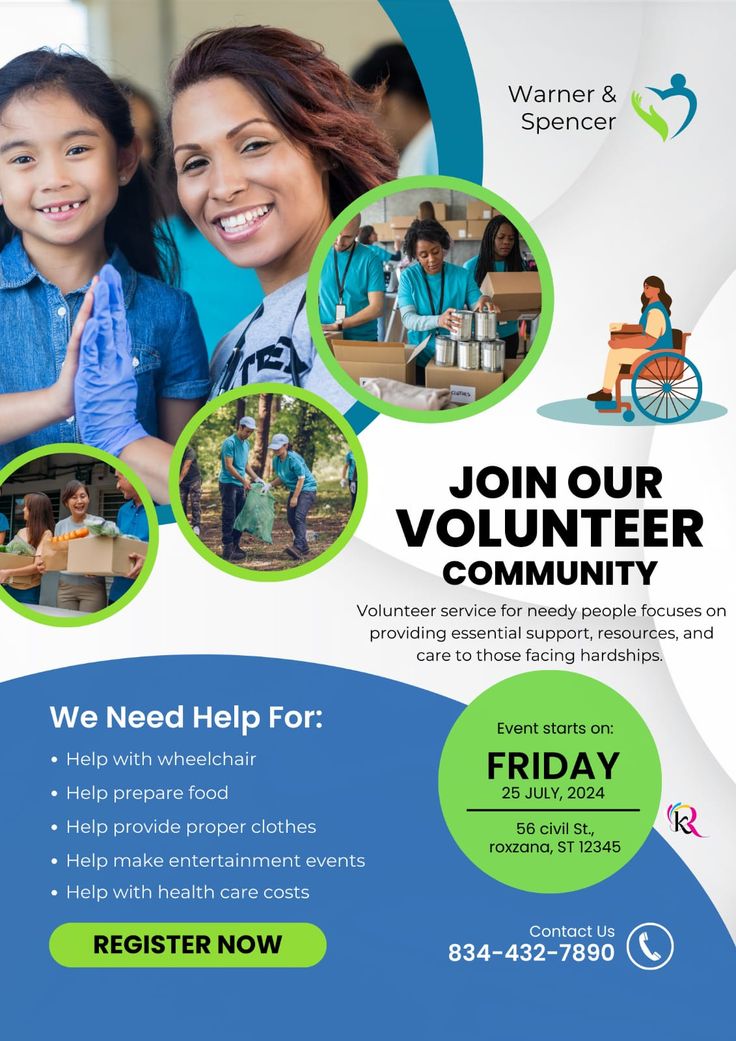 Warner &
Spencer
JOIN OUR
VOLUNTEER
COMMUNITY
Volunteer service for needy people focuses on
providing essential support, resources, and
care to those facing hardships.
We Need Help For:
• Help with wheelchair
• Help prepare food
• Help provide proper clothes
• Help make entertainment events
• Help with health care costs
REGISTER NOW
Event starts on:
FRIDAY
25 JULY, 2024
56 civil St.,
roxzana, ST 12345
Contact Us
834-432-7890
CLOTHES